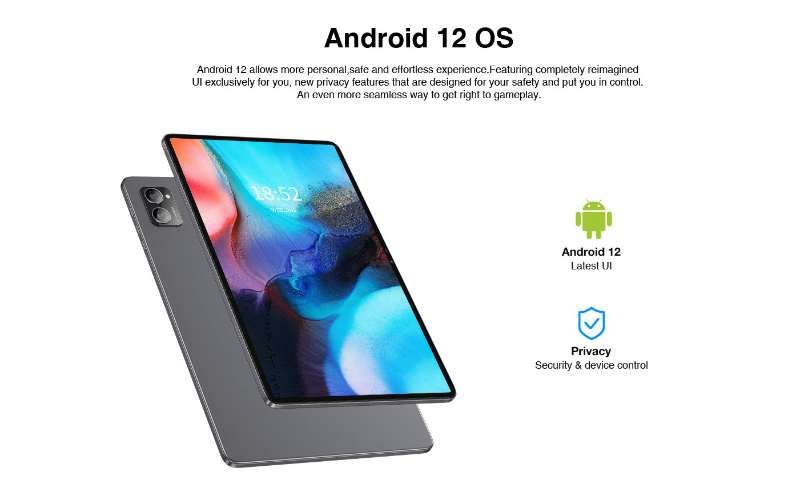 Android 12 OS
Android 12 allows more personal,safe and effortless experience.Featuring completely reimagined
UI exclusively for you, new privacy features that are designed for your safety and put you in control.
An even more seamless way to get right to gameplay.
18:52
Android 12
Latest UI
Privacy
Security & device control